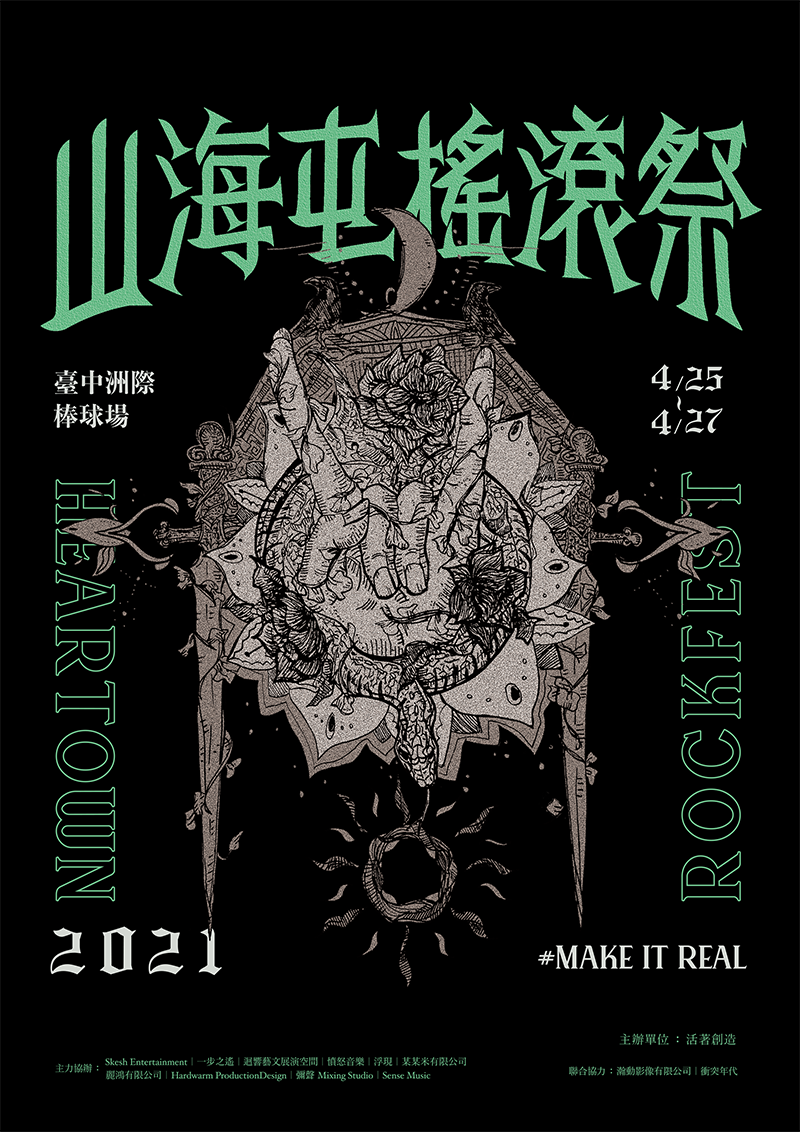 山海屯搖滾祭
臺中洲際
棒球場
4/25
~
4/27
HEARTOWN
ROCKFEST
2021
#MAKE IT REAL
主辦單位：活著創造
主力協辦：
Skesh Entertainment｜一步之遙｜迴響藝文展演空間｜憤怒音樂｜浮現｜某某米有限公司
麗鴻有限公司｜Hardwarm ProductionDesign｜彌聲 Mixing Studio｜Sense Music
聯合協力：瀚動影像有限公司｜衝突年代